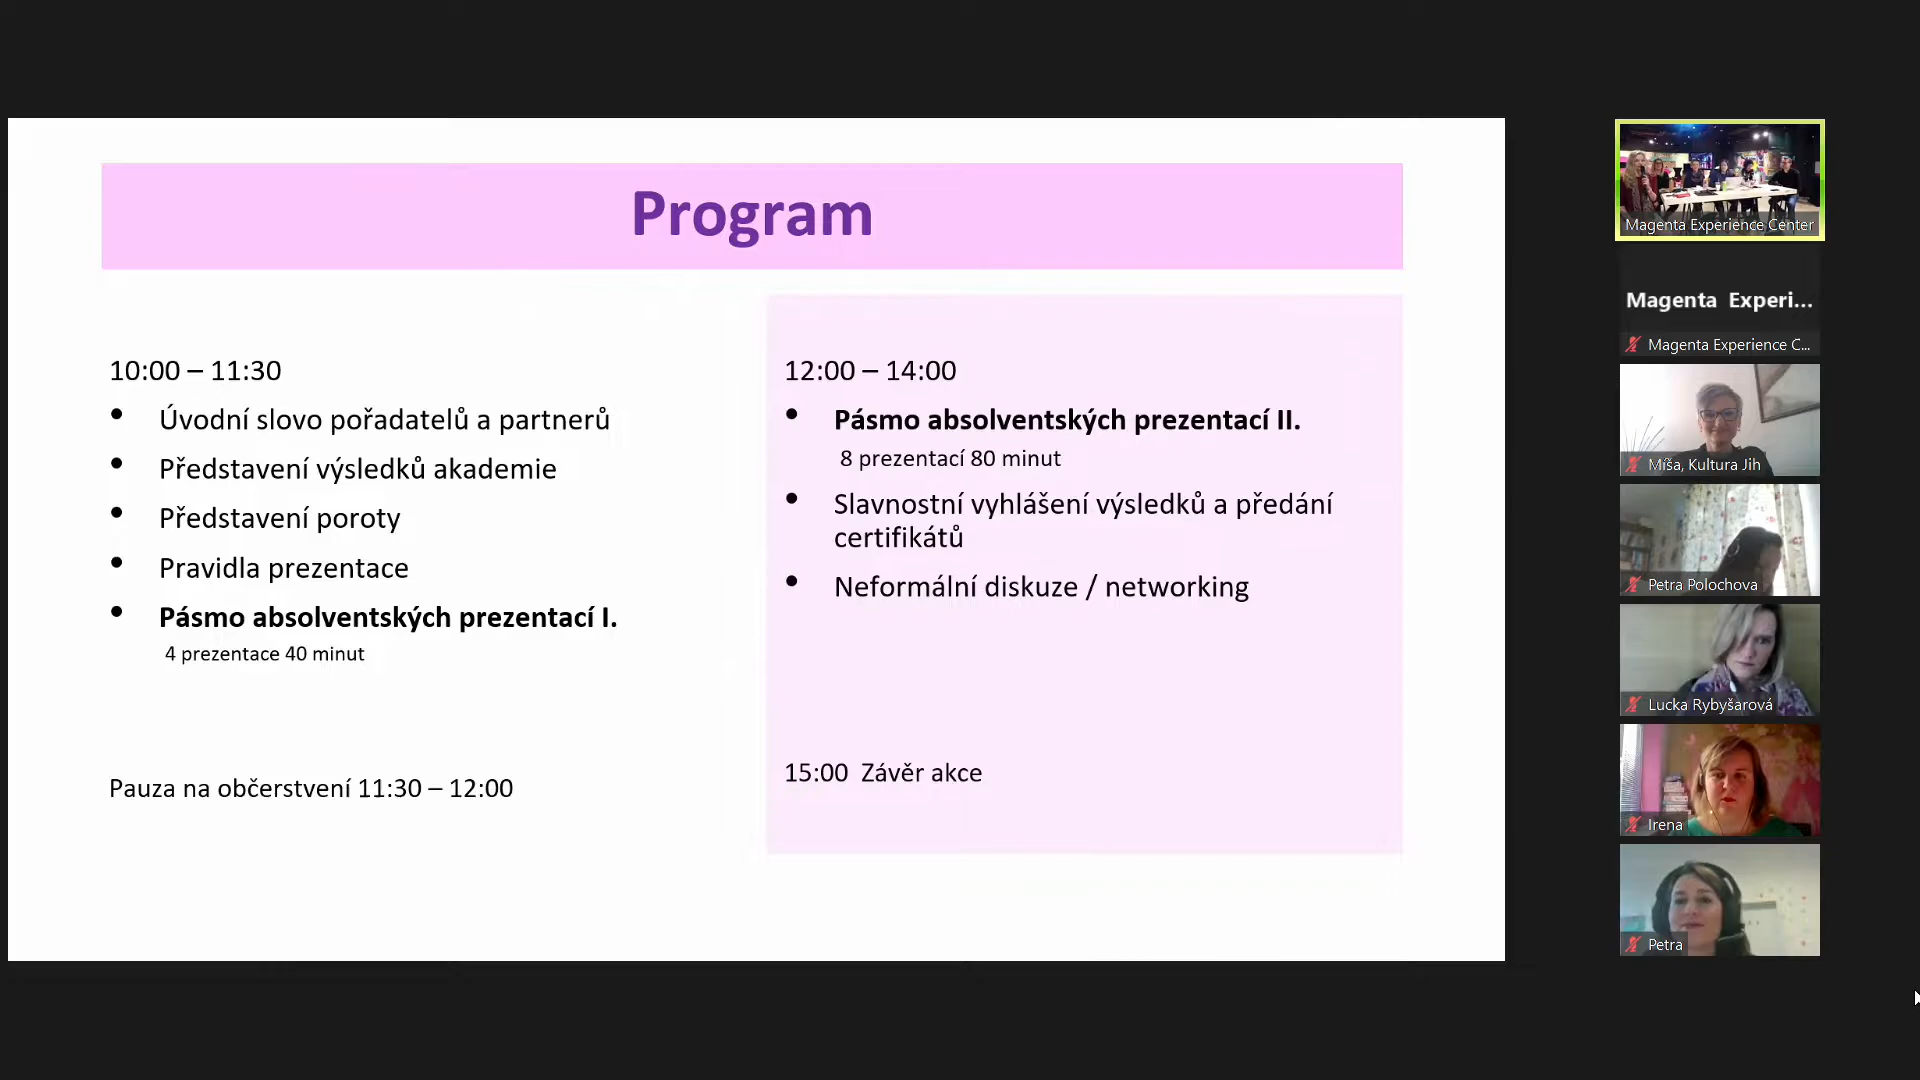 Program
10:00 – 11:30
• Úvodní slovo pořadatelů a partnerů
• Představení výsledků akademie
• Představení poroty
• Pravidla prezentace
• Pásmo absolventských prezentací I.
4 prezentace 40 minut
Pauza na občerstvení 11:30 – 12:00
12:00 – 14:00
• Pásmo absolventských prezentací II.
8 prezentací 80 minut
• Slavnostní vyhlášení výsledků a předání
certifikátů
• Neformální diskuze / networking
15:00 Závěr akce
Magenta Experience Center
Magenta Experi...
Magenta Experience C...
Míša, Kultura Jih
Petra Polochova
Lucka Rybyšarová
Irena
Petra